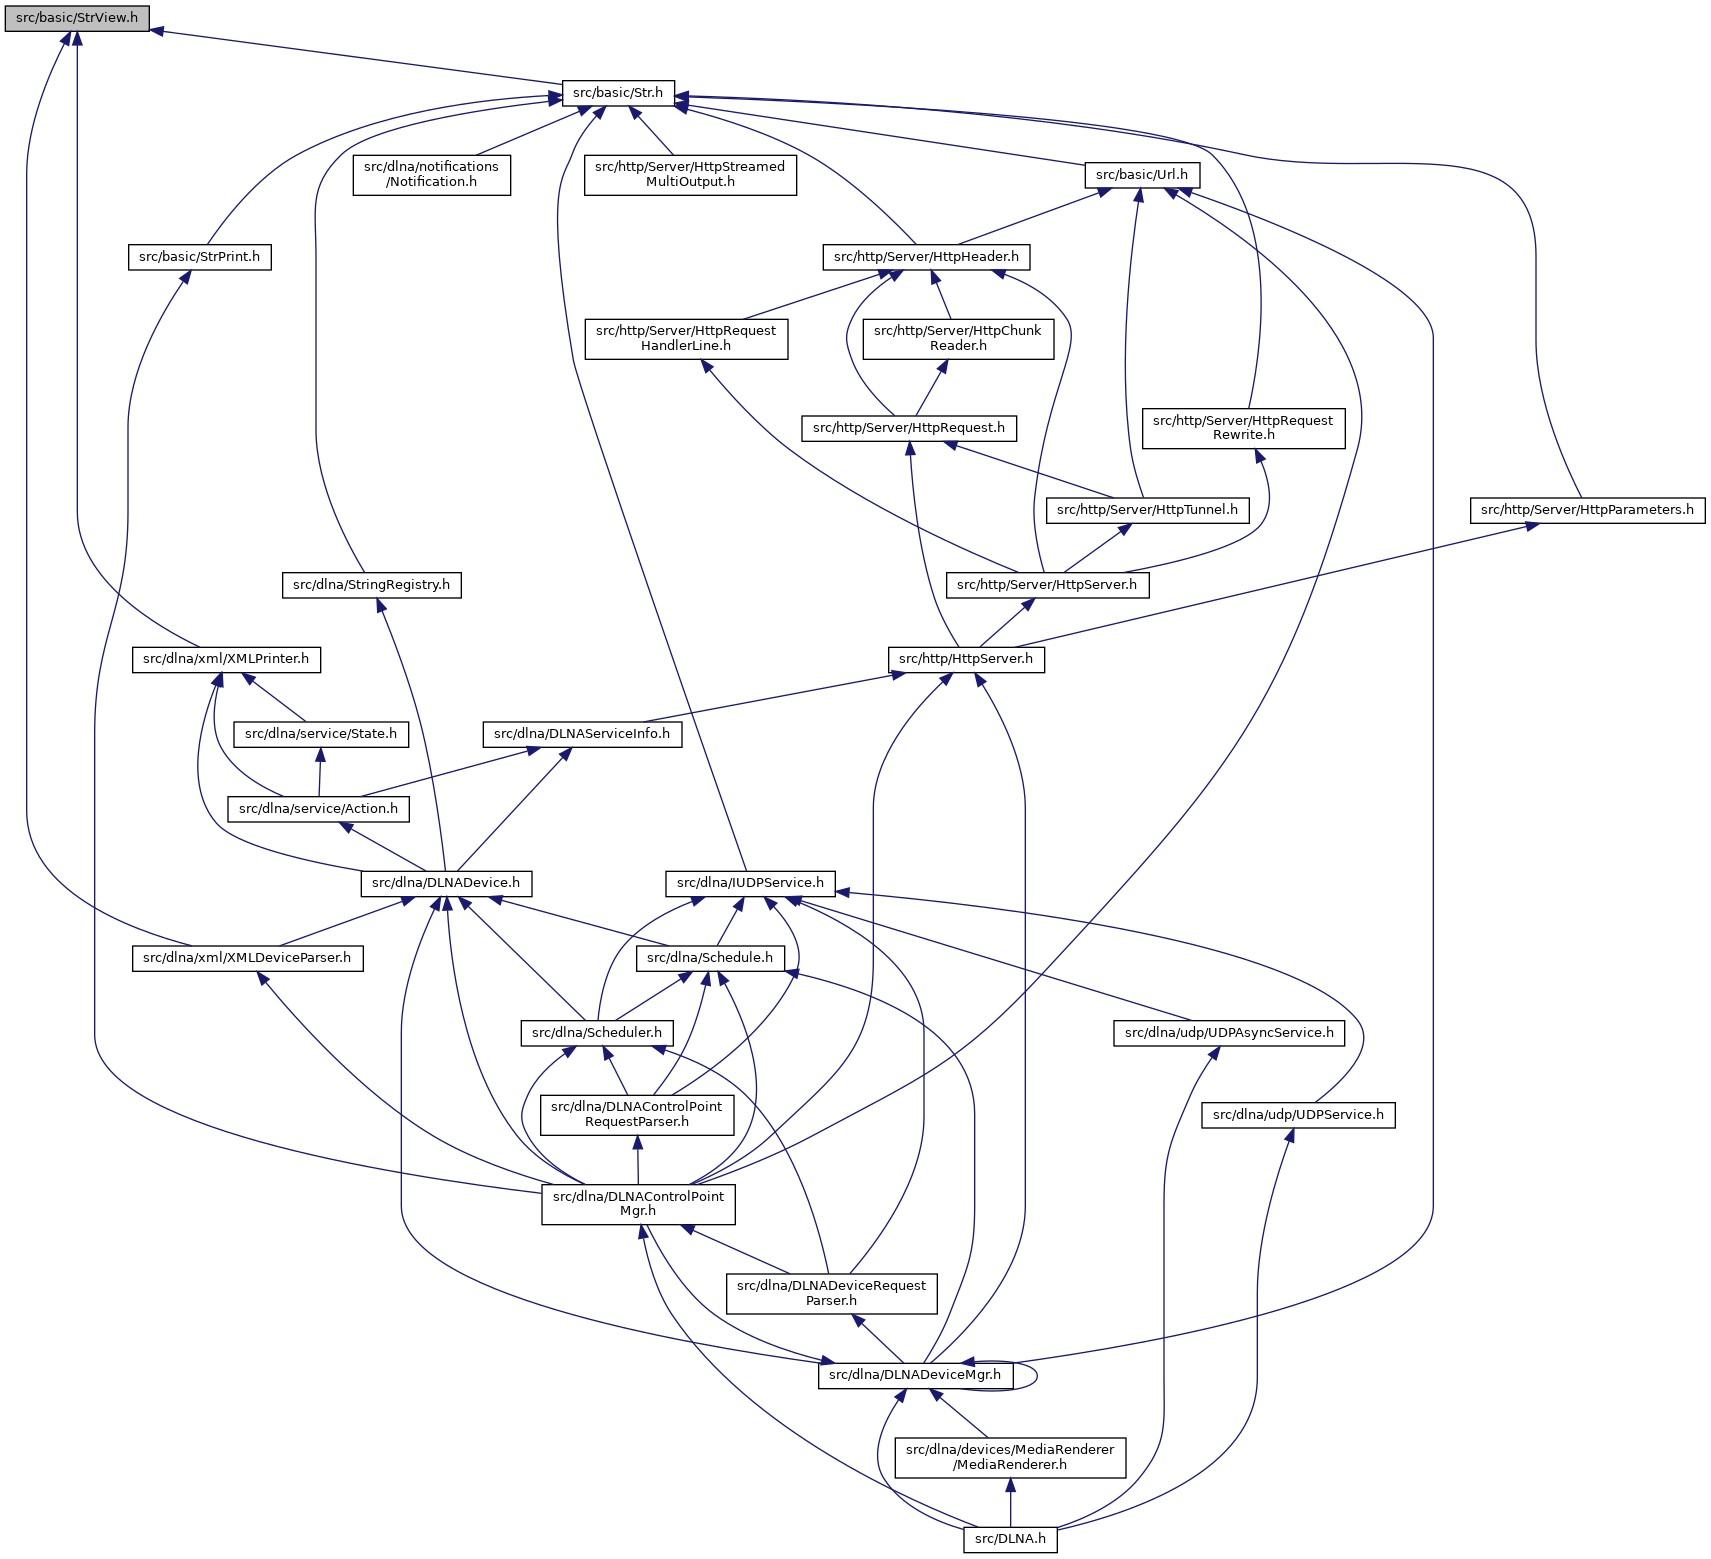 src/basic/StrView.h
src/basic/Str.h
src/dlna/notifications
/Notification.h
src/http/Server/HttpStreamed
MultiOutput.h
src/basic/Url.h
src/basic/StrPrint.h
src/http/Server/HttpHeader.h
src/http/Server/HttpRequest
HandlerLine.h
src/http/Server/HttpChunk
Reader.h
src/http/Server/HttpRequest.h
src/http/Server/HttpRequest
Rewrite.h
src/http/Server/HttpTunnel.h
src/http/Server/HttpParameters.h
src/dlna/StringRegistry.h
src/http/Server/HttpServer.h
src/dlna/xml/XMLPrinter.h
src/http/HttpServer.h
src/dlna/service/State.h
src/dlna/DLNAServiceInfo.h
src/dlna/service/Action.h
src/dlna/DLNADevice.h
src/dlna/IUDPService.h
src/dlna/xml/XMLDeviceParser.h
src/dlna/Schedule.h
src/dlna/Scheduler.h
src/dlna/udp/UDPAsyncService.h
src/dlna/DLNAControlPoint
RequestParser.h
src/dlna/udp/UDPService.h
src/dlna/DLNAControlPoint
Mgr.h
src/dlna/DLNADeviceRequest
Parser.h
src/dlna/DLNADeviceMgr.h
src/dlna/devices/MediaRenderer
/MediaRenderer.h
src/DLNA.h